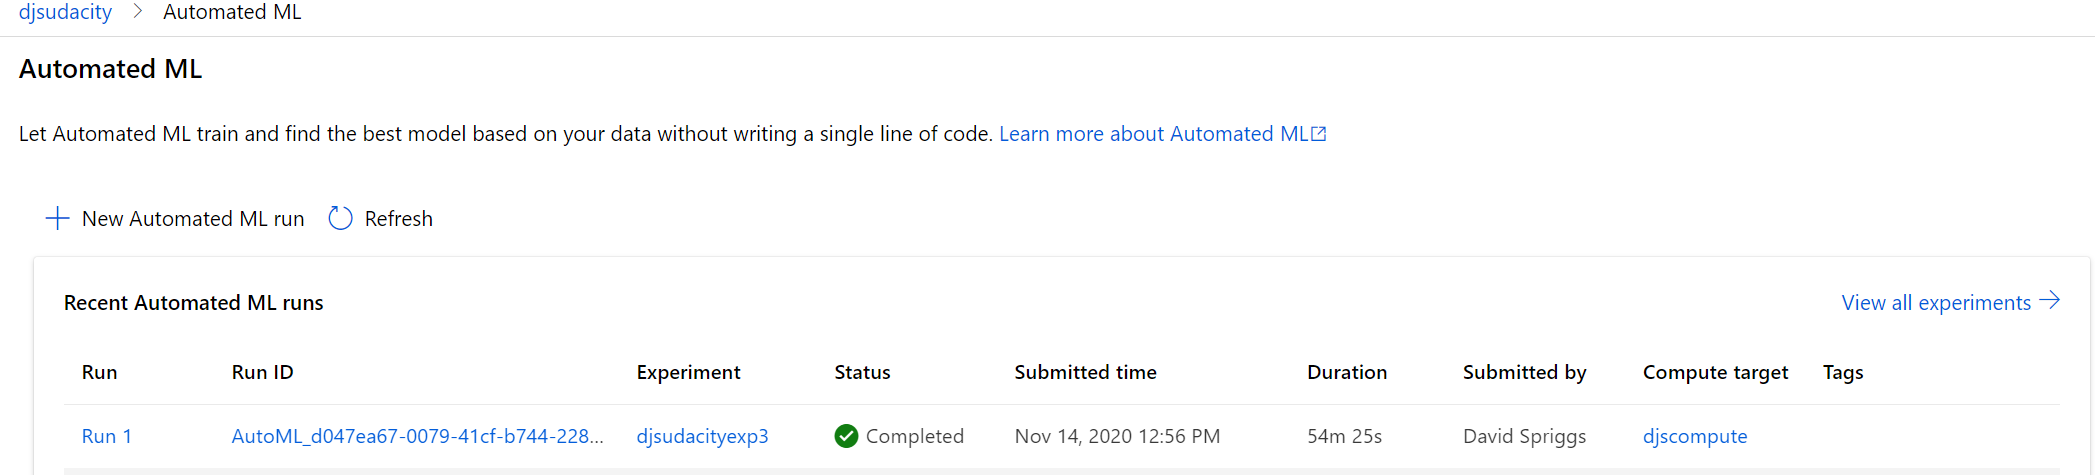 djsudacity > Automated ML
Automated ML
Let Automated ML train and find the best model based on your data without writing a single line of code. Learn more about Automated ML
New Automated ML run Refresh
Recent Automated ML runs View all experiments
Run Run ID Experiment Status Submitted time Duration Submitted by Compute target Tags
Run 1 AutoML_d047ea67-0079-41cf-b744-228... djsudacityexp3 Completed Nov 14, 2020 12:56 PM 54m 25s David Spriggs djscompute